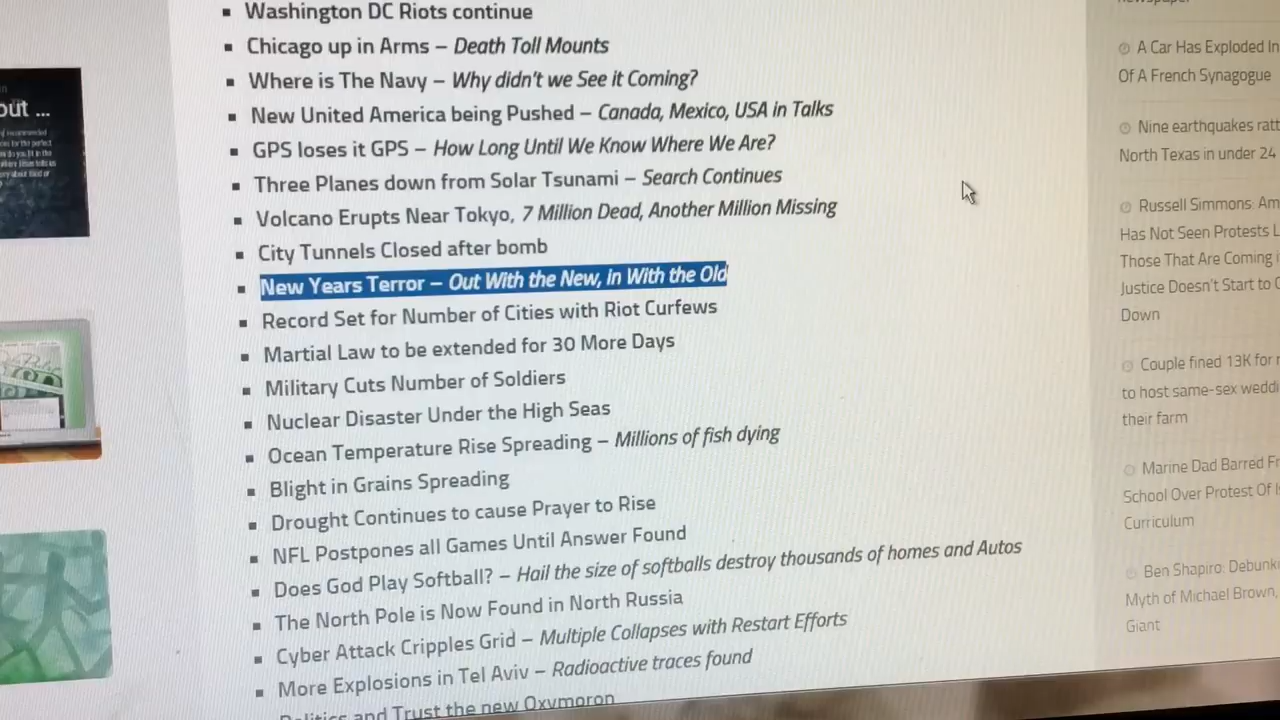 Washington DC Riots continue
Chicago up in Arms – Death Toll Mounts
Where is The Navy – Why didn't we See it Coming?
New United America being Pushed – Canada, Mexico, USA in Talks
GPS loses it GPS – How Long Until We Know Where We Are?
Three Planes down from Solar Tsunami – Search Continues
Volcano Erupts Near Tokyo, 7 Million Dead, Another Million Missing
City Tunnels Closed after bomb
New Years Terror – Out With the New, in With the Old
Record Set for Number of Cities with Riot Curfews
Martial Law to be extended for 30 More Days
Military Cuts Number of Soldiers
Nuclear Disaster Under the High Seas
Ocean Temperature Rise Spreading – Millions of fish dying
Blight in Grains Spreading
Drought Continues to cause Prayer to Rise
NFL Postpones all Games Until Answer Found
Does God Play Softball? – Hail the size of softballs destroy thousands of homes and Autos
The North Pole is Now Found in North Russia
Cyber Attack Cripples Grid – Multiple Collapses with Restart Efforts
More Explosions in Tel Aviv – Radioactive traces found
Politics and Trust the new Oxymoron
newspaper
A Car Has Exploded In
Of A French Synagogue
Nine earthquakes ratt
North Texas in under 24
Russell Simmons: Am
Has Not Seen Protests L
Those That Are Coming i
Justice Doesn't Start to C
Down
Couple fined 13K for r
to host same-sex weddi
their farm
Marine Dad Barred Fr
School Over Protest Of Is
Curriculum
Ben Shapiro: Debunk
Myth of Michael Brown,
Giant
out ...